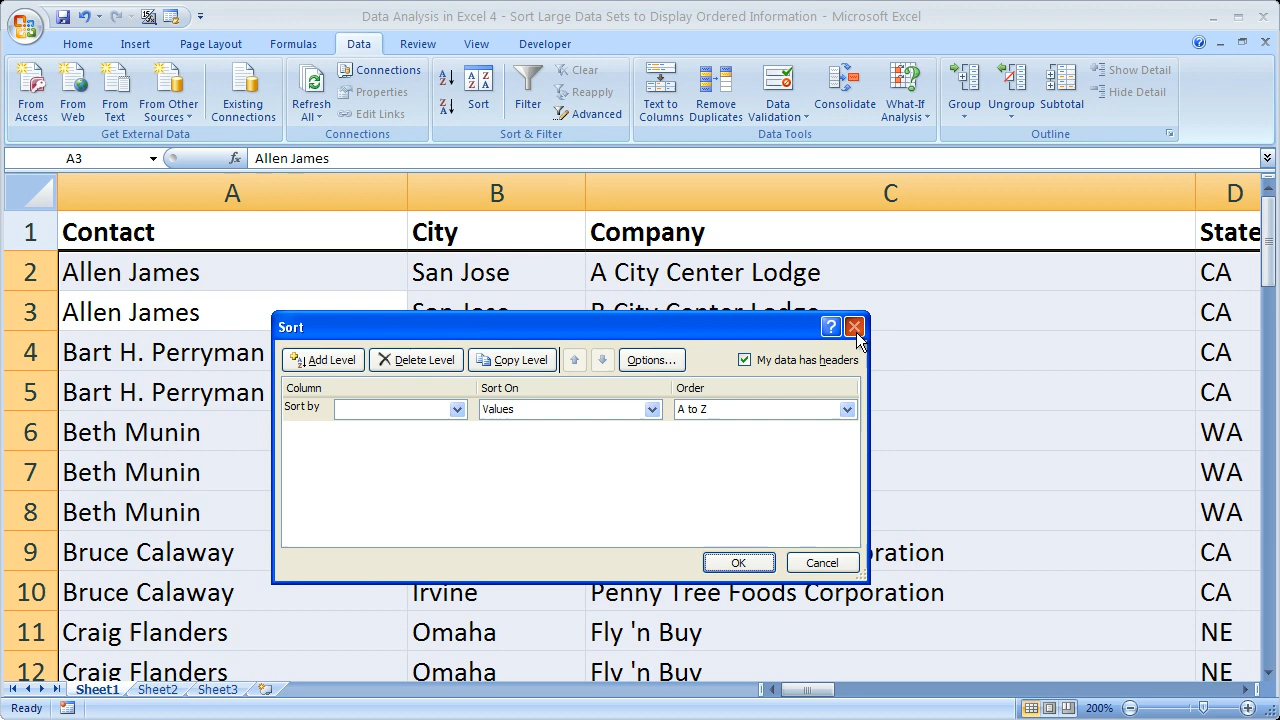 Data Analysis Excel 4 - Sort Large Data Sets to Display Ordered Information - Microsoft Excel
Home Insert Page Layout Formulas Data Review View Developer
From Access From Web From Text From Other Sources Existing Connections
Get External Data
Refresh All Connections Properties Edit Links
Connections
A Z Z A Sort Filter Clear Reapply Advanced
Sort & Filter
Text to Columns Remove Duplicates Data Validation Consolidate What-If Analysis
Data Tools
Group Ungroup Subtotal Show Detail Hide Detail
Outline
A3 fx Allen James
A B C D
1 Contact City Company State
2 Allen James San Jose A City Center Lodge CA
3 Allen James CA
4 Bart H. Perryman CA
5 Bart H. Perryman CA
6 Beth Munin WA
7 Beth Munin WA
8 Beth Munin WA
9 Bruce Calaway CA
10 Bruce Calaway Irvine Penny Tree Foods Corporation CA
11 Craig Flanders Omaha Fly 'n Buy NE
12 Craig Flanders Omaha Fly 'n Buy NE
Sort ?
Add Level Delete Level Copy Level Options... My data has headers
Column Sort On Order
Sort by Values A to Z
OK Cancel
Sheet1 Sheet2 Sheet3
Ready 200%